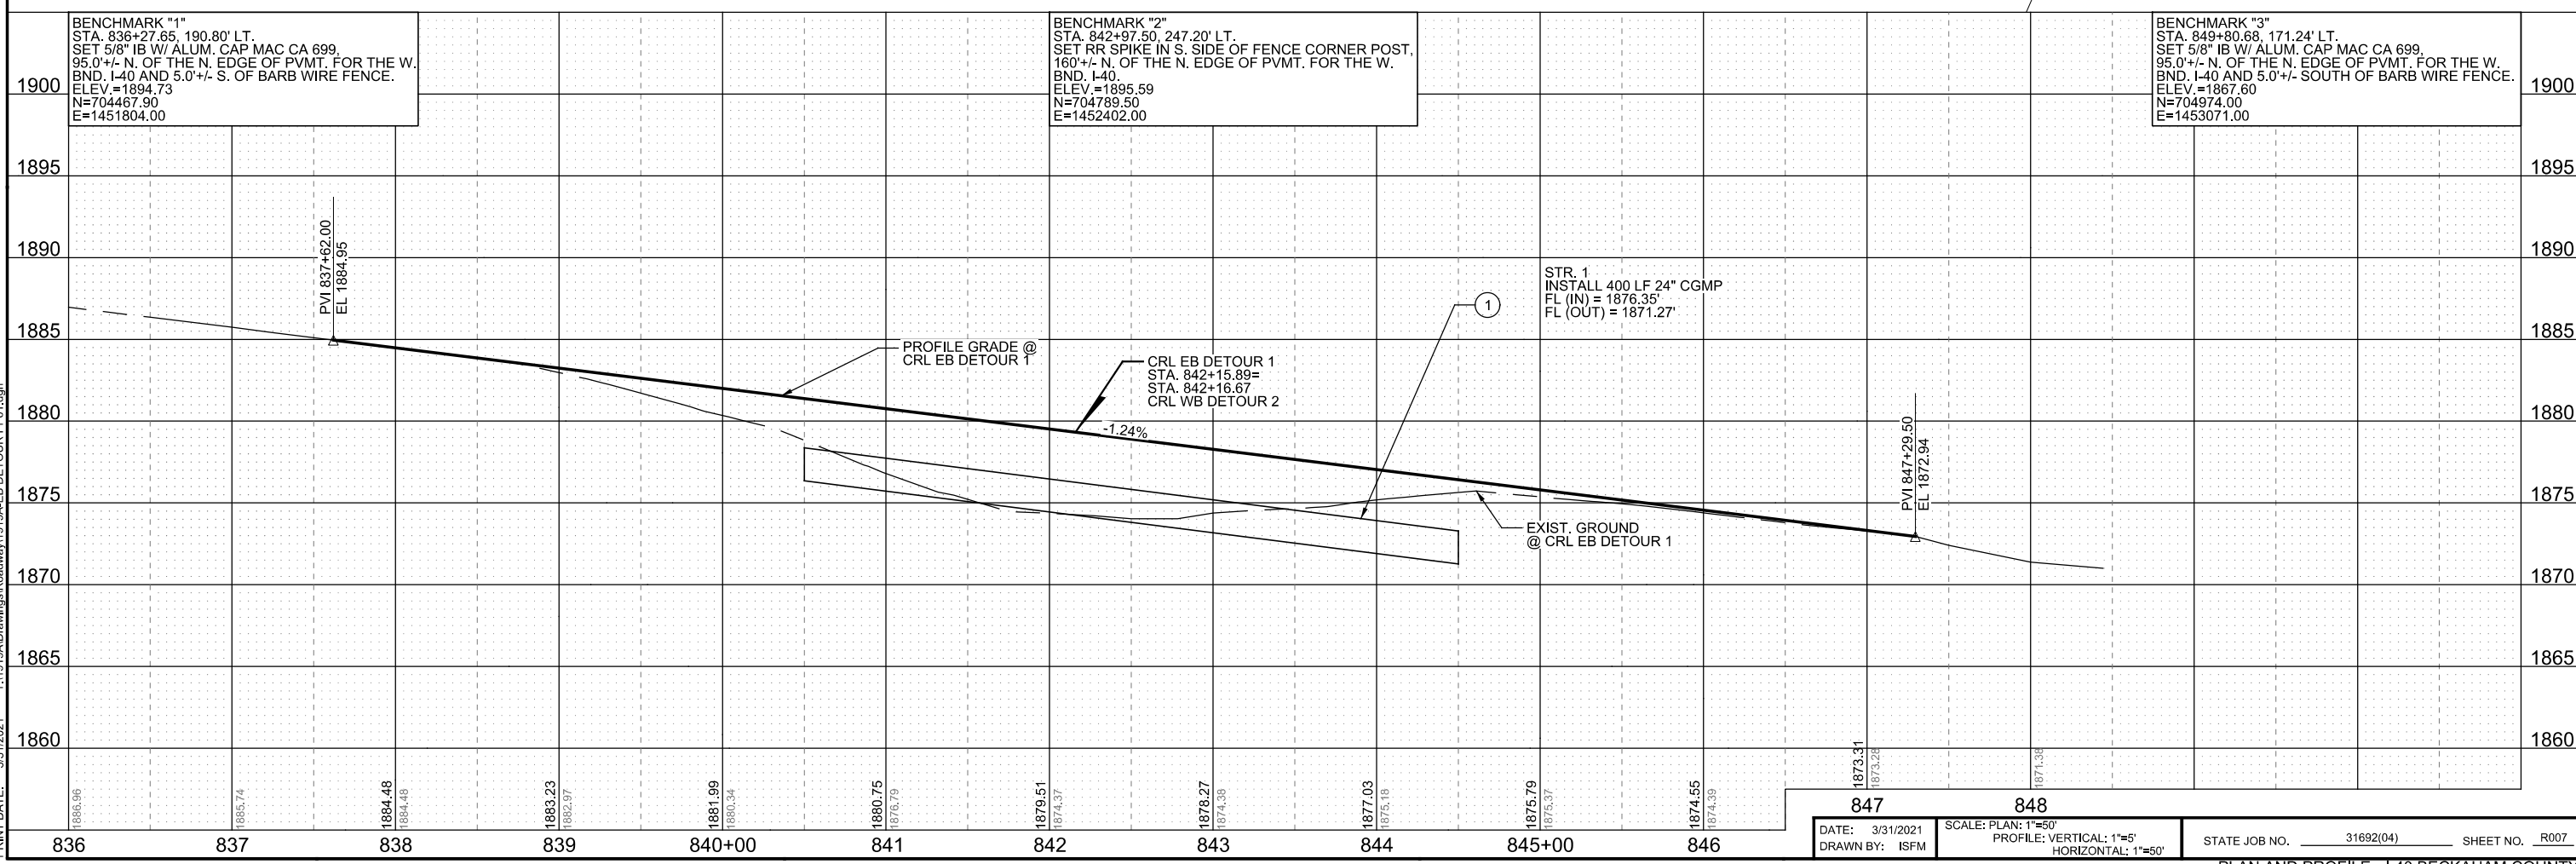 BENCHMARK "1"
STA. 836+27.65, 190.80' LT.
SET 5/8" IB W/ ALUM. CAP MAC CA 699,
95.0'+/- N. OF THE N. EDGE OF PVMT. FOR THE W.
BND. I-40 AND 5.0'+/- S. OF BARB WIRE FENCE.
ELEV.=1894.73
N=704467.90
E=1451804.00
BENCHMARK "2"
STA. 842+97.50, 247.20' LT.
SET RR SPIKE IN S. SIDE OF FENCE CORNER POST,
160'+/- N. OF THE N. EDGE OF PVMT. FOR THE W.
BND. I-40.
ELEV.=1895.59
N=704789.50
E=1452402.00
BENCHMARK "3"
STA. 849+80.68, 171.24' LT.
SET 5/8" IB W/ ALUM. CAP MAC CA 699,
95.0'+/- N. OF THE N. EDGE OF PVMT. FOR THE W.
BND. I-40 AND 5.0'+/- SOUTH OF BARB WIRE FENCE.
ELEV.=1867.60
N=704974.00
E=1453071.00
1900 1900
1895 1895
1890 1890
1885 1885
1880 1880
1875 1875
1870 1870
1865 1865
1860 1860
PVI 837+62.00
EL 1884.95
PROFILE GRADE @
CRL EB DETOUR 1
CRL EB DETOUR 1
STA. 842+15.89=
STA. 842+16.67
CRL WB DETOUR 2
-1.24%
1
STR. 1
INSTALL 400 LF 24" CGMP
FL (IN) = 1876.35'
FL (OUT) = 1871.27'
EXIST. GROUND
@ CRL EB DETOUR 1
PVI 847+29.50
EL 1872.94
1886.96
1885.74
1884.48
1884.48
1883.23
1882.97
1881.99
1880.34
1880.75
1876.79
1879.51
1874.37
1878.27
1874.38
1877.03
1875.18
1875.79
1875.37
1874.55
1874.39
1873.31
1873.28
1871.38
836 837 838 839 840+00 841 842 843 844 845+00 846 847 848
DATE: 3/31/2021
DRAWN BY: ISFM
SCALE: PLAN: 1"=50'
PROFILE: VERTICAL: 1"=5'
HORIZONTAL: 1"=50'
STATE JOB NO. 31692(04) SHEET NO. R007